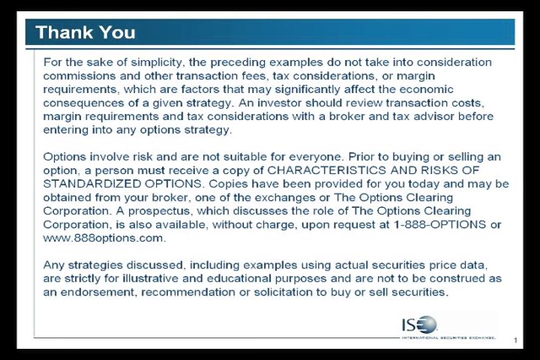 Thank You
For the sake of simplicity, the preceding examples do not take into consideration
commissions and other transaction fees, tax considerations, or margin
requirements, which are factors that may significantly affect the economic
consequences of a given strategy. An investor should review transaction costs,
margin requirements and tax considerations with a broker and tax advisor before
entering into any options strategy.
Options involve risk and are not suitable for everyone. Prior to buying or selling an
option, a person must receive a copy of CHARACTERISTICS AND RISKS OF
STANDARDIZED OPTIONS. Copies have been provided for you today and may be
obtained from your broker, one of the exchanges or The Options Clearing
Corporation. A prospectus, which discusses the role of The Options Clearing
Corporation, is also available, without charge, upon request at 1-888-OPTIONS or
www.888options.com.
Any strategies discussed, including examples using actual securities price data,
are strictly for illustrative and educational purposes and are not to be construed as
an endorsement, recommendation or solicitation to buy or sell securities.
ISE
INTERNATIONAL SECURITIES EXCHANGE.
1